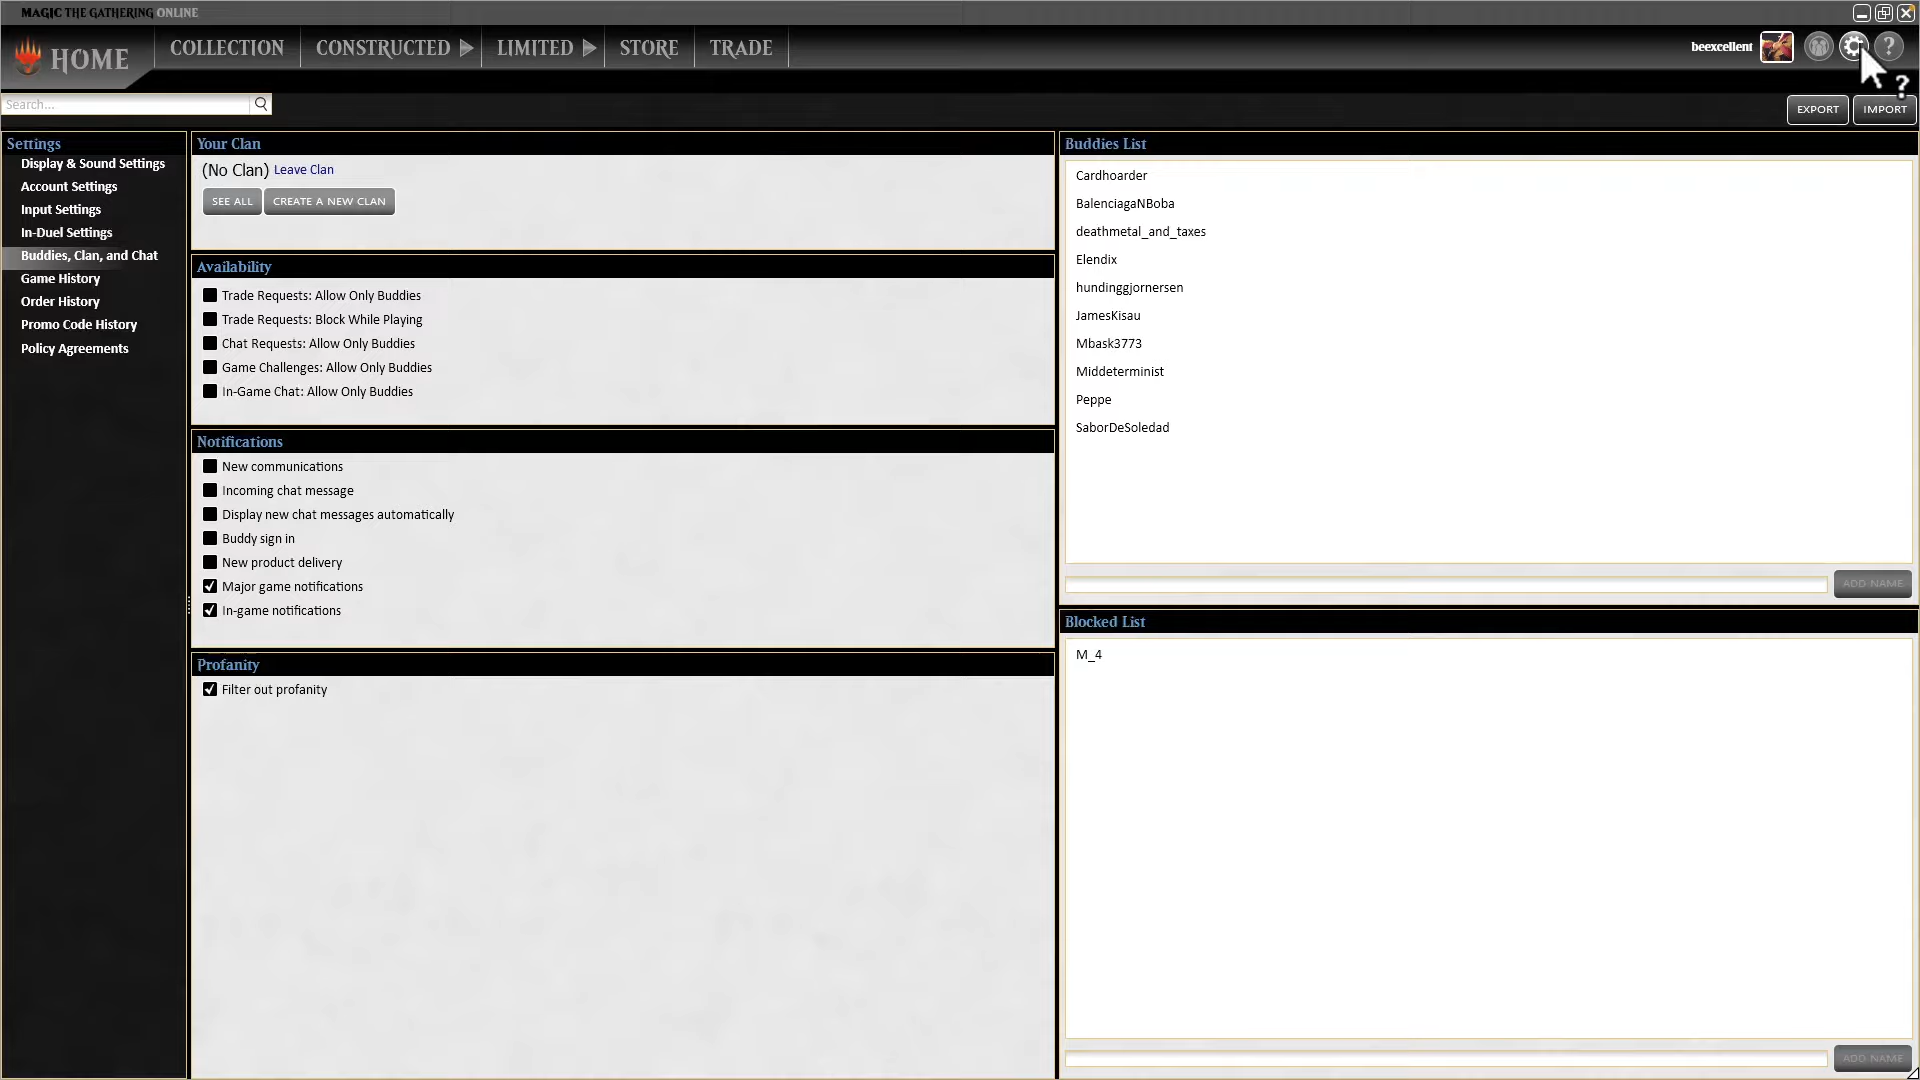 MAGIC THE GATHERING ONLINE
HOME
COLLECTION
CONSTRUCTED
LIMITED
STORE
TRADE
beexcellent
?
?
Search...
EXPORT
IMPORT
Settings
Display & Sound Settings
Account Settings
Input Settings
In-Duel Settings
Buddies, Clan, and Chat
Game History
Order History
Promo Code History
Policy Agreements
Your Clan
(No Clan) Leave Clan
SEE ALL
CREATE A NEW CLAN
Availability
Trade Requests: Allow Only Buddies
Trade Requests: Block While Playing
Chat Requests: Allow Only Buddies
Game Challenges: Allow Only Buddies
In-Game Chat: Allow Only Buddies
Notifications
New communications
Incoming chat message
Display new chat messages automatically
Buddy sign in
New product delivery
Major game notifications
In-game notifications
Profanity
Filter out profanity
Buddies List
Cardhoarder
BalenciagaNBoba
deathmetal_and_taxes
Elendix
hundinggjornersen
JamesKisau
Mbask3773
Middeterminist
Peppe
SaborDeSoledad
ADD NAME
Blocked List
M_4
ADD NAME